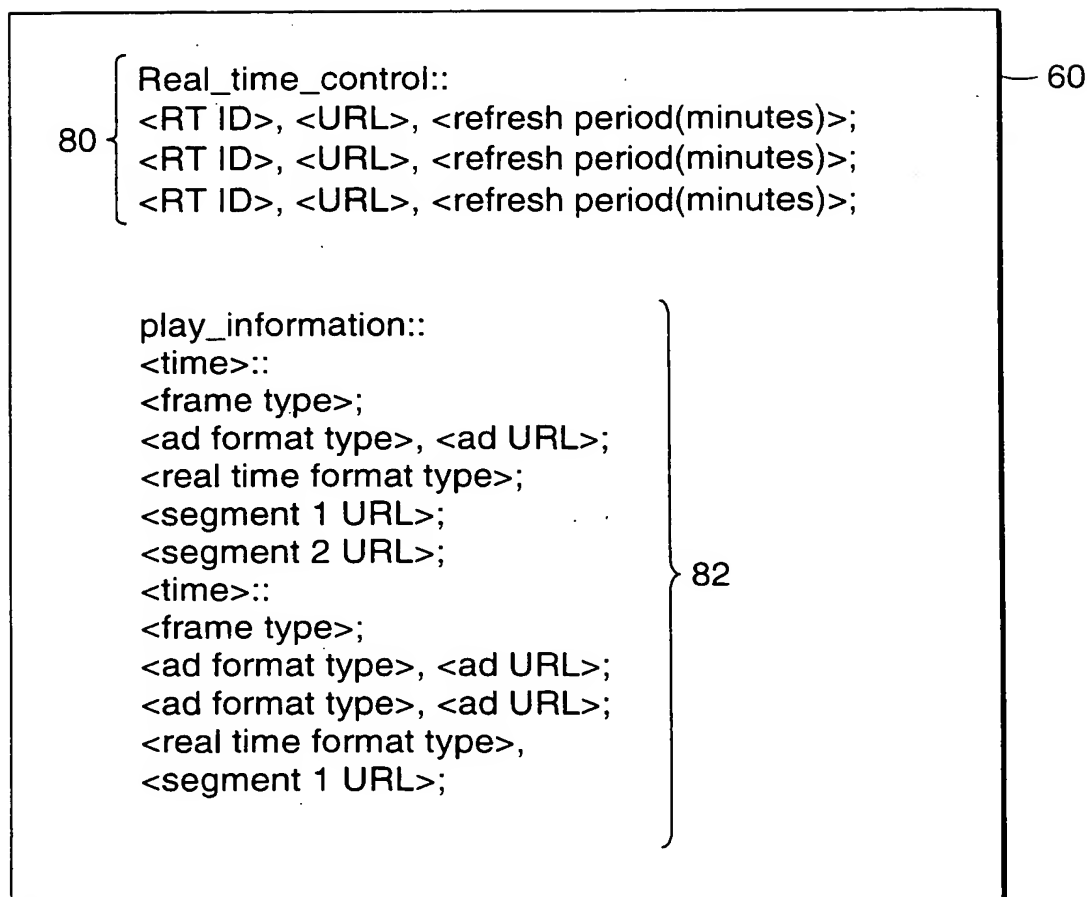 Real_time_control::
60
<RT ID>, <URL>, <refresh period(minutes)>;
80
<RT ID>, <URL>, <refresh period(minutes)>;
<RT ID>, <URL>, <refresh period(minutes)>;
play_information::
<time>::
<frame type>;
<ad format type>, <ad URL>;
<real time format type>;
<segment 1 URL>;
<segment 2 URL>;
82
<time>::
<frame type>;
<ad format type>, <ad URL>;
<ad format type>, <ad URL>;
<real time format type>,
<segment 1 URL>;